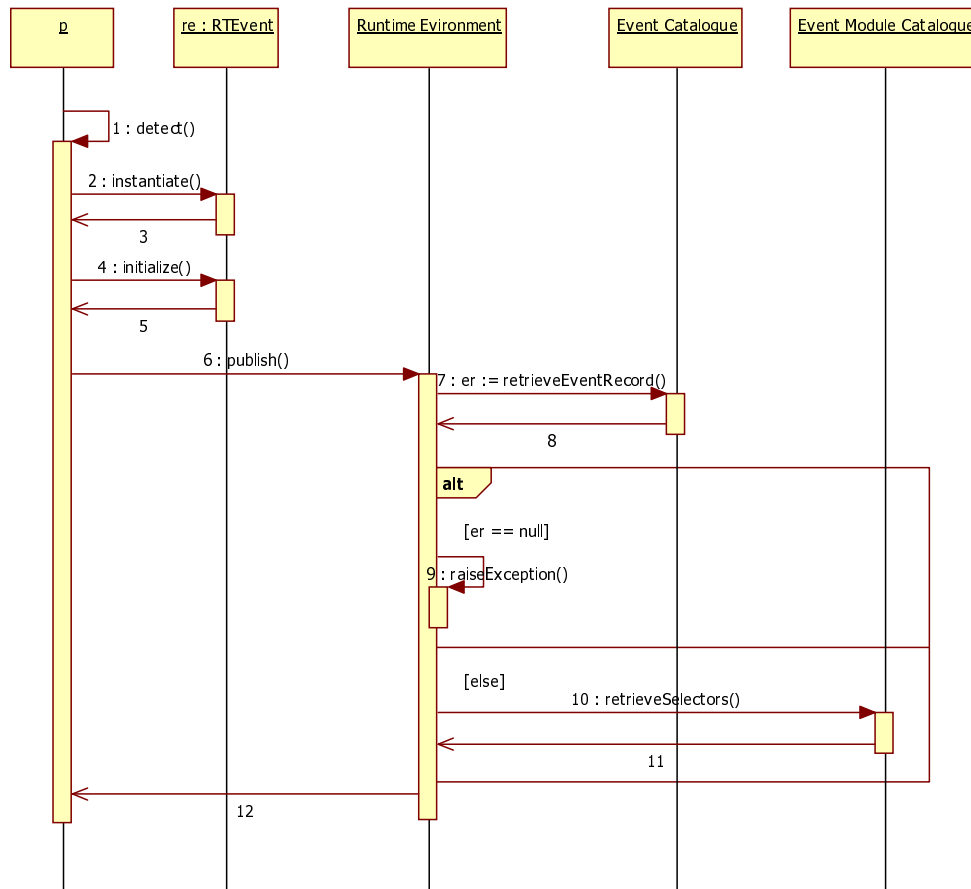 p
re : RTEvent
Runtime Evironment
Event Catalogue
Event Module Catalogue
1 : detect()
2 : instantiate()
3
4 : initialize()
5
6 : publish()
7 : er := retrieveEventRecord()
8
alt
[er == null]
9 : raiseException()
[else]
10 : retrieveSelectors()
11
12